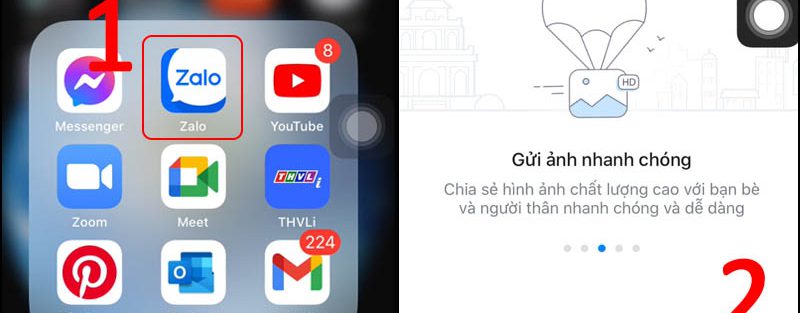 1
8
Zalo
Messenger
Zalo
YouTube
THVL i
Zoom
Meet
THVLi
224
HD
Gửi ảnh nhanh chóng
Chia sẻ hình ảnh chất lượng cao với bạn bè
và người thân nhanh chóng và dễ dàng
2